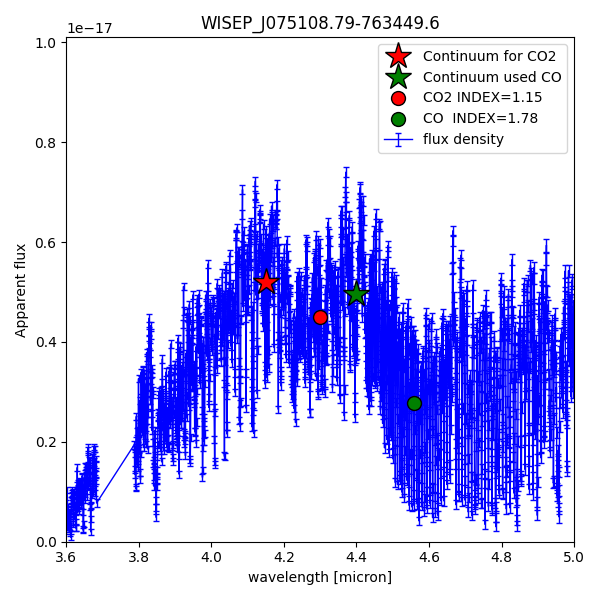 WISEP_J075108.79-763449.6
1e−17
Continuum for CO2
Continuum used CO
CO2 INDEX=1.15
CO  INDEX=1.78
flux density
1.0
0.8
0.6
0.4
0.2
0.0
Apparent flux
3.6 3.8 4.0 4.2 4.4 4.6 4.8 5.0
wavelength [micron]